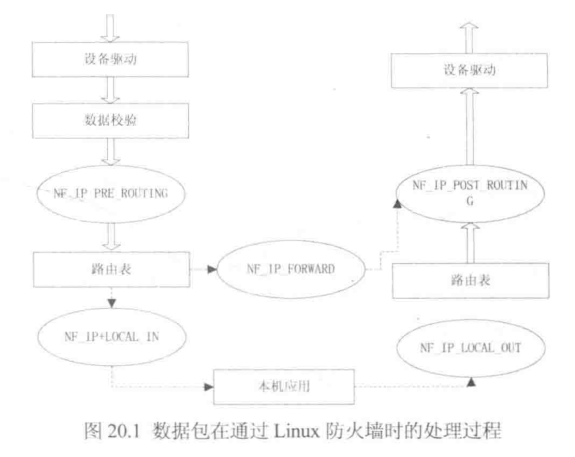 设备驱动
设备驱动
数据校验
NF_IP_PRE_ROUTING
NF_IP_POST_ROUTIN
G
路由表
NF_IP_FORWARD
路由表
NF_IP+LOCAL_IN
NF_IP_LOCAL_OUT
本机应用
图 20.1 数据包在通过 Linux 防火墙时的处理过程